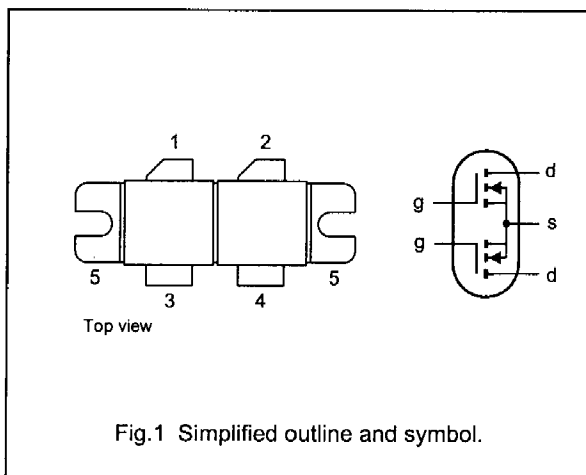 1 2
d
g
s
g
d
5 5
3 4
Top view
Fig.1 Simplified outline and symbol.